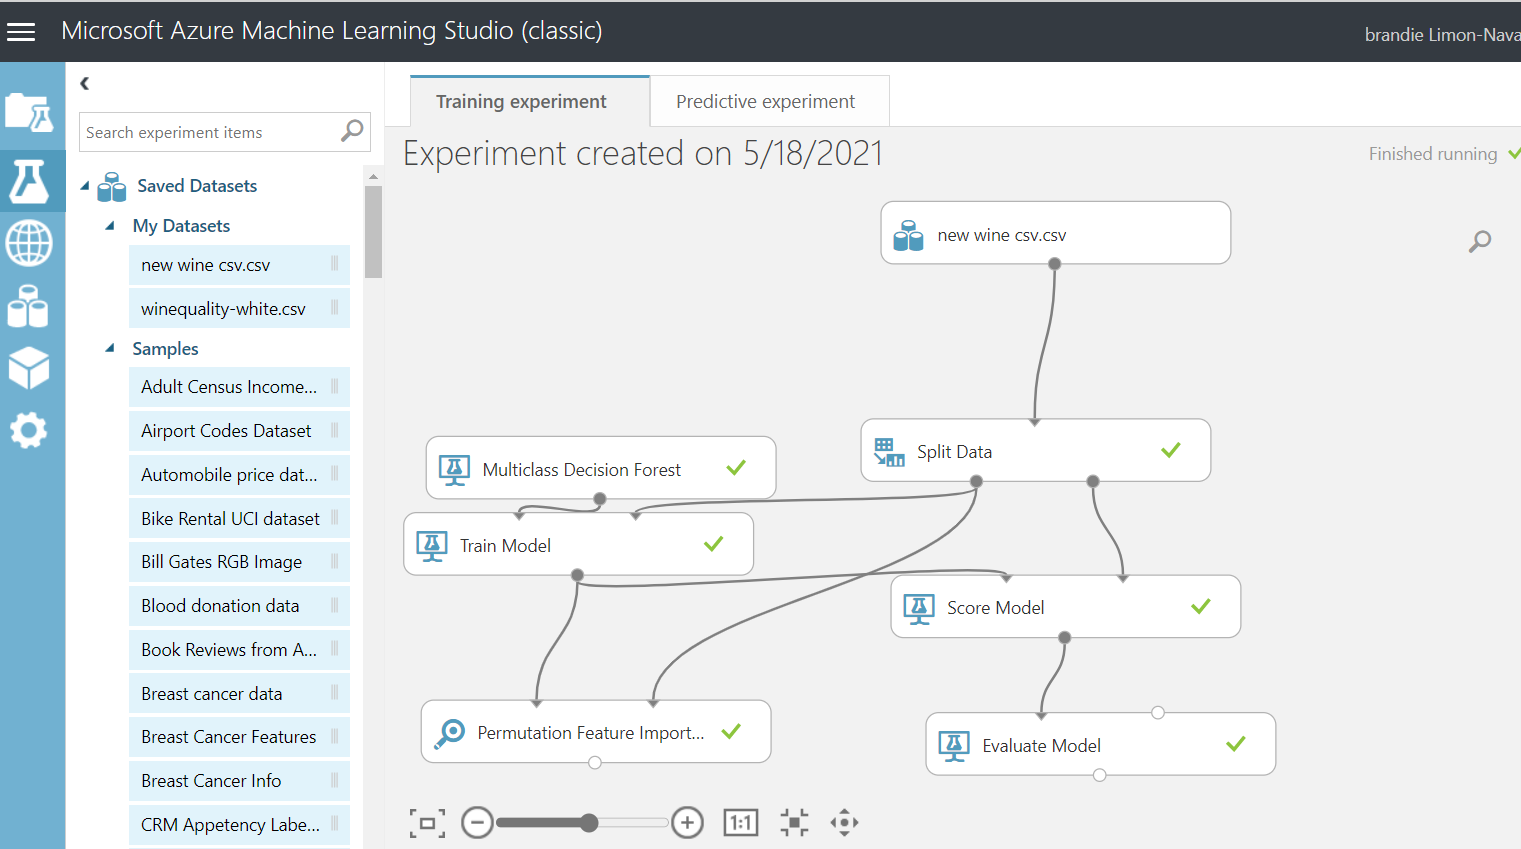 Microsoft Azure Machine Learning Studio (classic)
brandie Limon-Nava
Search experiment items
Saved Datasets
My Datasets
new wine csv.csv
winequality-white.csv
Samples
Adult Census Income...
Airport Codes Dataset
Automobile price dat...
Bike Rental UCI dataset
Bill Gates RGB Image
Blood donation data
Book Reviews from A...
Breast cancer data
Breast Cancer Features
Breast Cancer Info
CRM Appetency Labe...
Training experiment
Predictive experiment
Experiment created on 5/18/2021
Finished running
new wine csv.csv
Split Data
Multiclass Decision Forest
Train Model
Score Model
Permutation Feature Import...
Evaluate Model
1:1